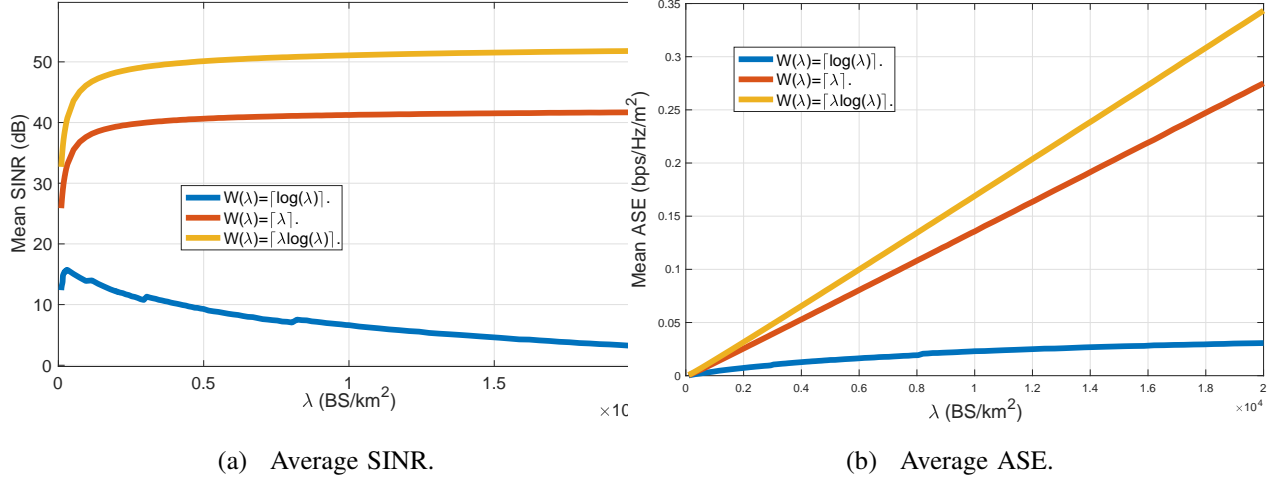 50
40
30
20
10
0
Mean SINR (dB)
W(λ)=⌈log(λ)⌉.
W(λ)=⌈λ⌉.
W(λ)=⌈λlog(λ)⌉.
0 0.5 1 1.5
λ (BS/km²)
×10
(a) Average SINR.
0.35
0.3
0.25
0.2
0.15
0.1
0.05
0
Mean ASE (bps/Hz/m²)
W(λ)=⌈log(λ)⌉.
W(λ)=⌈λ⌉.
W(λ)=⌈λlog(λ)⌉.
0 0.2 0.4 0.6 0.8 1 1.2 1.4 1.6 1.8 2
λ (BS/km²)
×10⁴
(b) Average ASE.